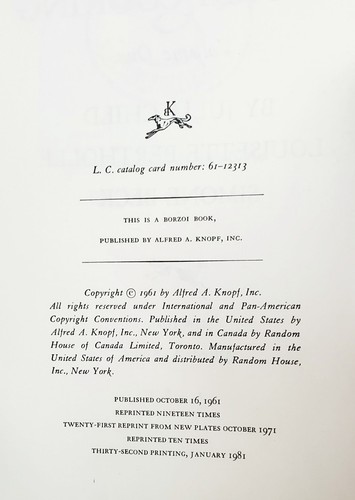 K
L. C. catalog card number: 61-12313
THIS IS A BORZOI BOOK,
PUBLISHED BY ALFRED A. KNOPF, INC.
Copyright © 1961 by Alfred A. Knopf, Inc.
All rights reserved under International and Pan-American
Copyright Conventions. Published in the United States by
Alfred A. Knopf, Inc., New York, and in Canada by Random
House of Canada Limited, Toronto. Manufactured in the
United States of America and distributed by Random House,
Inc., New York.
PUBLISHED OCTOBER 16, 1961
REPRINTED NINETEEN TIMES
TWENTY-FIRST REPRINT FROM NEW PLATES OCTOBER 1971
REPRINTED TEN TIMES
THIRTY-SECOND PRINTING, JANUARY 1981